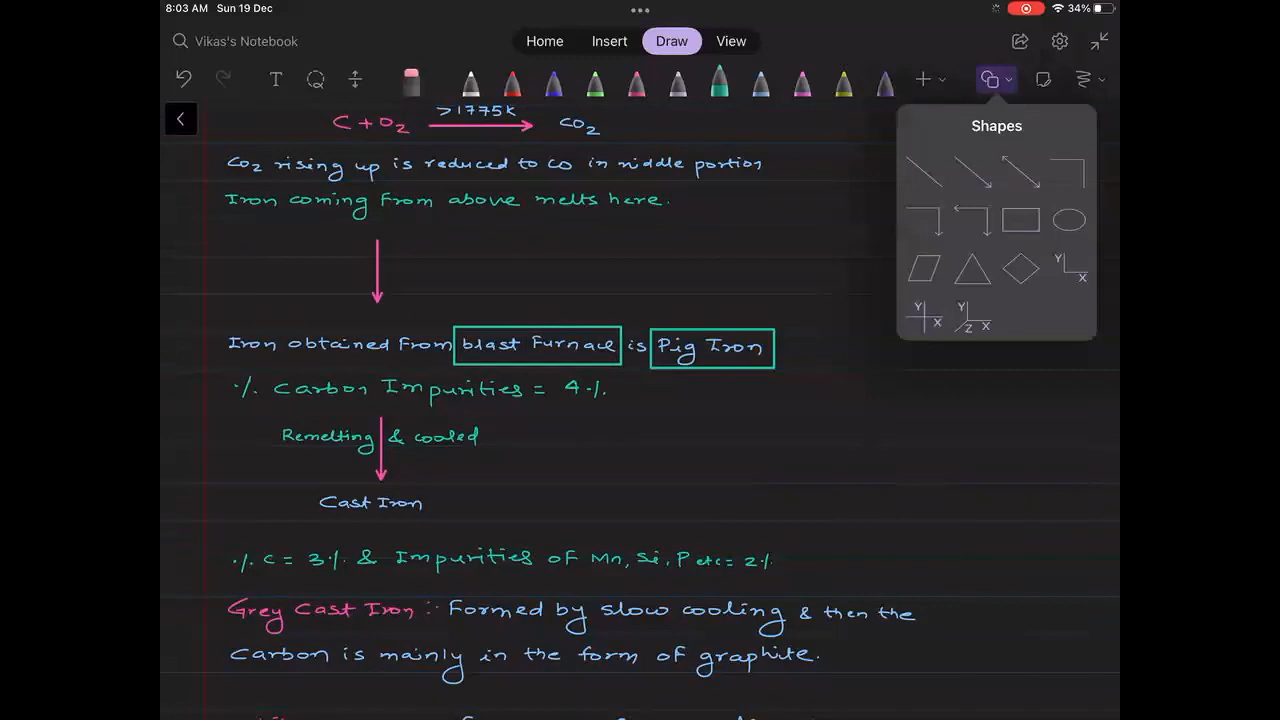 8:03 AM Sun 19 Dec
34%
Vikas's Notebook
Home Insert Draw View
T
Shapes
Y X
Y X Y Z X
>1775K
C + O2 CO2
CO2 rising up is reduced to CO in middle portion
Iron coming From above melts here.
Iron obtained From blast Furnace is Pig Iron
% Carbon Impurities = 4%.
Remelting & cooled
Cast Iron
% C = 3% & Impurities of Mn, Si, P etc = 2%
Grey Cast Iron :- Formed by slow cooling & then the
Carbon is mainly in the form of graphite.